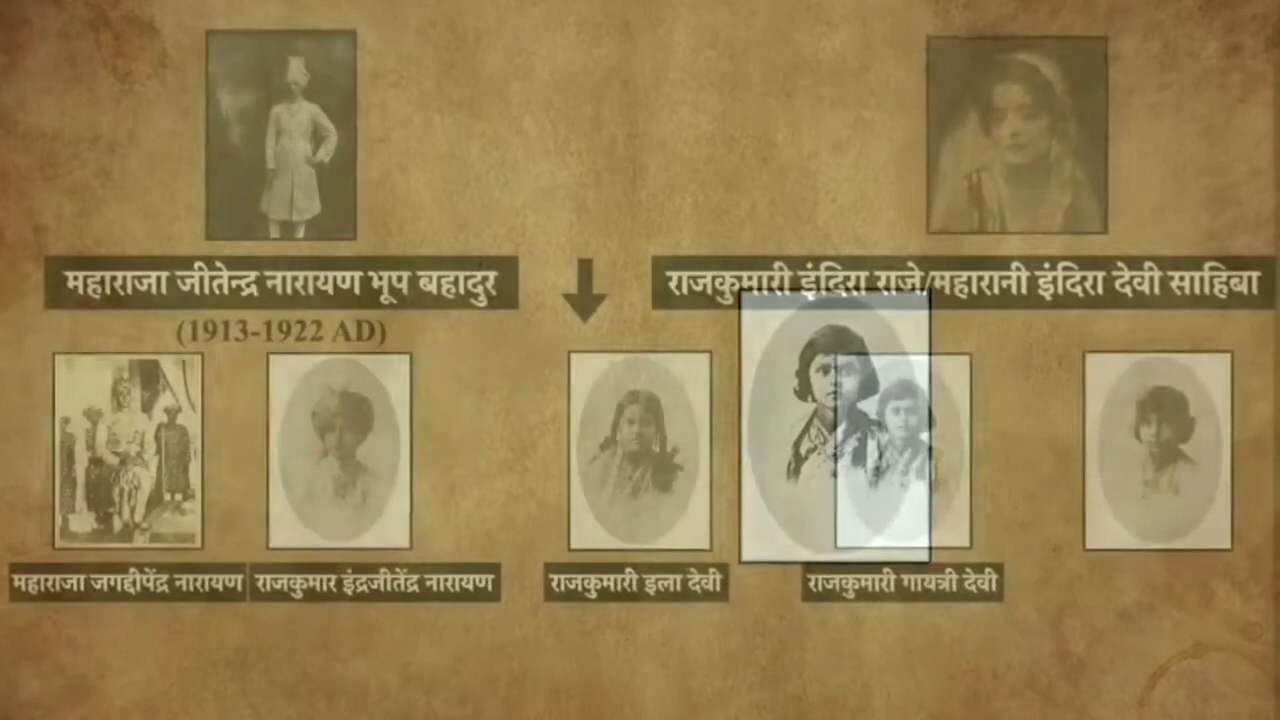 महाराजा जीतेन्द्र नारायण भूप बहादुर
राजकुमारी इंदिरा राजे/महारानी इंदिरा देवी साहिबा
(1913-1922 AD)
महाराजा जगद्दीपेंद्र नारायण
राजकुमार इंद्रजीतेंद्र नारायण
राजकुमारी इला देवी
राजकुमारी गायत्री देवी